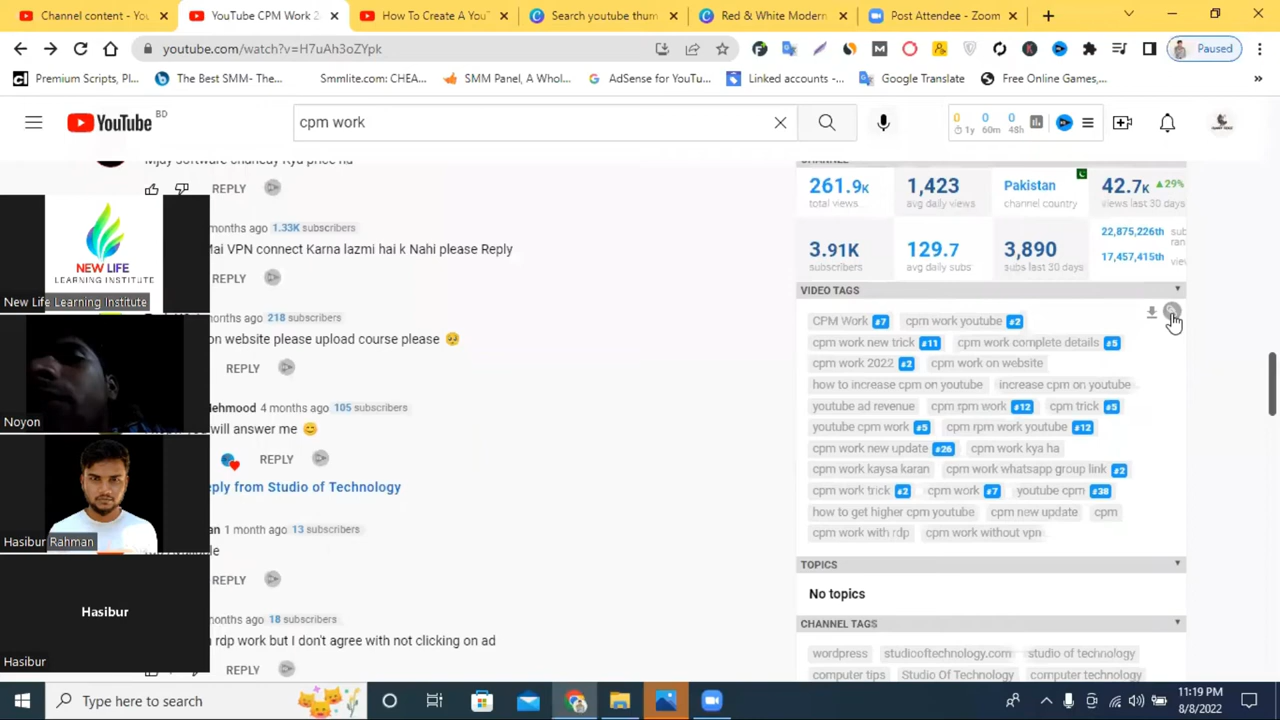 Channel content - You
YouTube CPM Work 2
How To Create A You
Search youtube thum
Red & White Modern
Post Attendee - Zoom
youtube.com/watch?v=H7uAh3oZYpk
Paused
Premium Scripts, Pl...
The Best SMM- The...
Smmlite.com: CHEA...
SMM Panel, A Whol...
AdSense for YouTu...
Linked accounts -...
Google Translate
Free Online Games,...
YouTube BD
cpm work
0 0 0
1y 60m 48h
REPLY
months ago 1.33K subscribers
Mai VPN connect Karna lazmi hai k Nahi please Reply
REPLY
months ago 218 subscribers
on website please upload course please
REPLY
lehmood 4 months ago 105 subscribers
will answer me
REPLY
eply from Studio of Technology
an 1 month ago 13 subscribers
REPLY
months ago 18 subscribers
rdp work but I don't agree with not clicking on ad
REPLY
NEW LIFE
LEARNING INSTITUTE
New Life Learning Institute
Noyon
Hasibur Rahman
Hasibur
Hasibur
CHANNEL
261.9K 1,423 Pakistan 42.7K 29%
total views avg daily views channel country views last 30 days
3.91K 129.7 3,890 22,875,226th sub
subscribers avg daily subs subs last 30 days 17,457,415th
VIDEO TAGS
CPM Work #7 cpm work youtube #2
cpm work new trick #11 cpm work complete details #5
cpm work 2022 #2 cpm work on website
how to increase cpm on youtube increase cpm on youtube
youtube ad revenue cpm rpm work #12 cpm trick #5
youtube cpm work #5 cpm rpm work youtube #12
cpm work new update #26 cpm work kya ha
cpm work kaysa karan cpm work whatsapp group link #2
cpm work trick #2 cpm work #7 youtube cpm #38
how to get higher cpm youtube cpm new update cpm
cpm work with rdp cpm work without vpn
TOPICS
No topics
CHANNEL TAGS
wordpress studiooftechnology.com studio of technology
computer tips Studio Of Technology computer technology
Type here to search
11:19 PM
8/8/2022